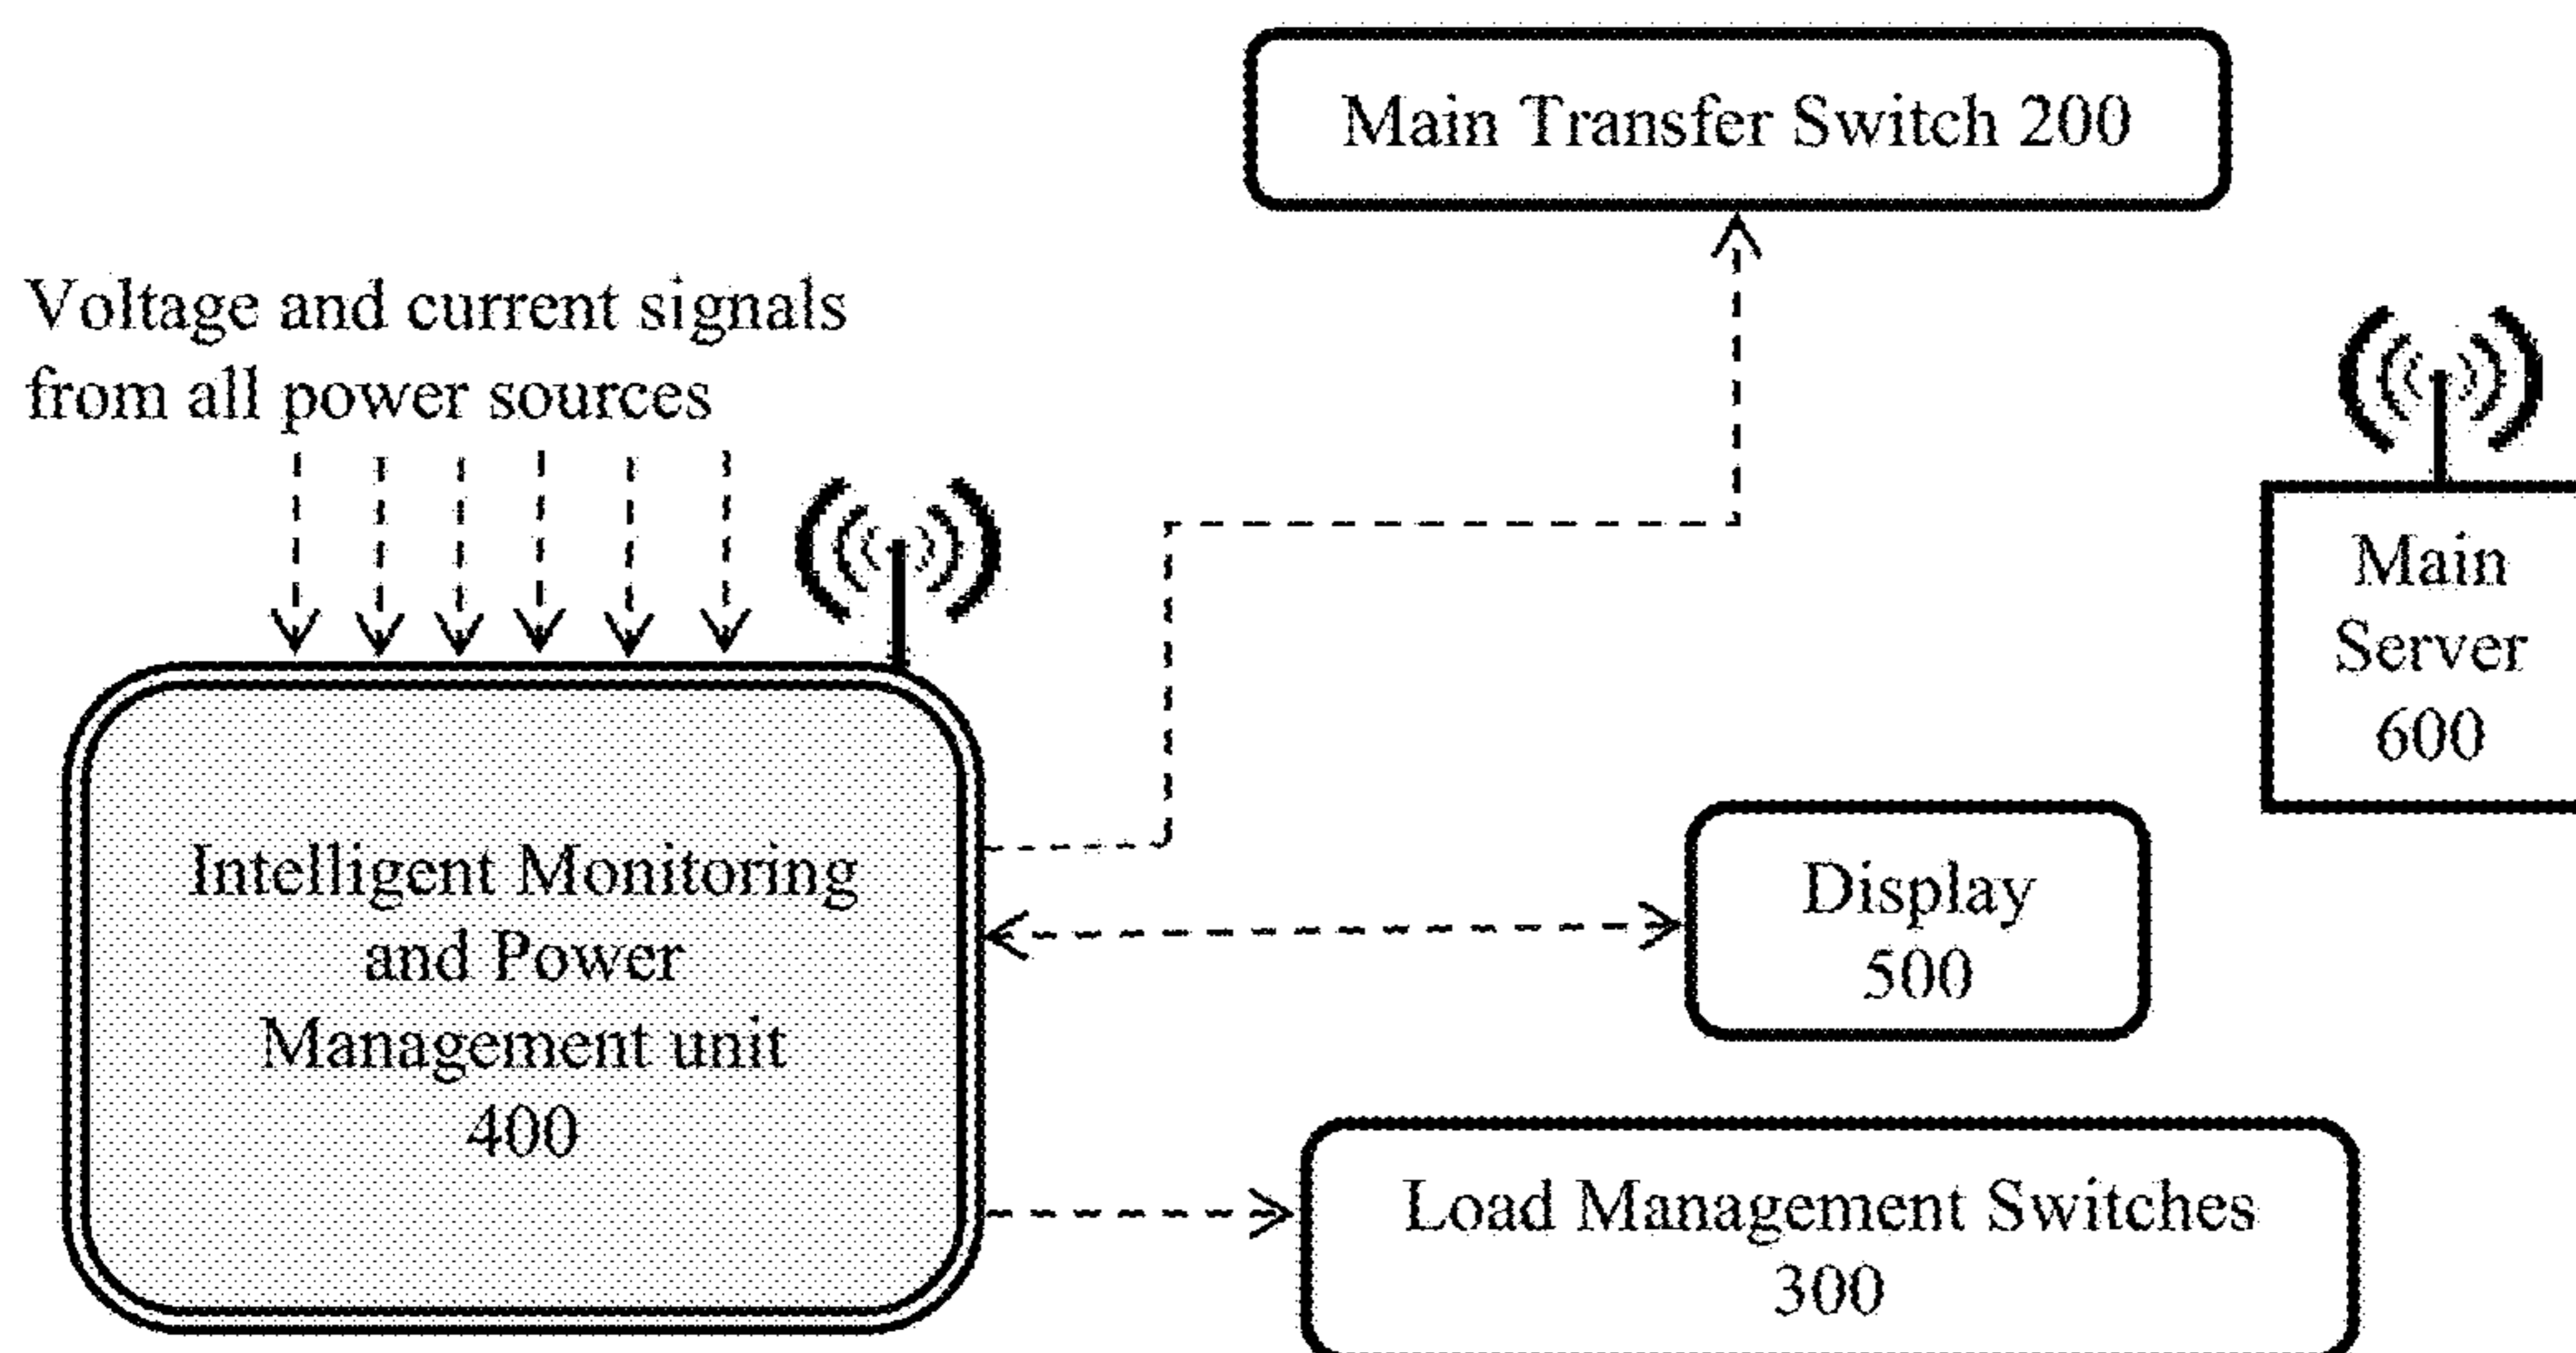 Main Transfer Switch 200
Voltage and current signals
from all power sources
Main
Server
600
Intelligent Monitoring
and Power
Management unit
400
Display
500
Load Management Switches
300